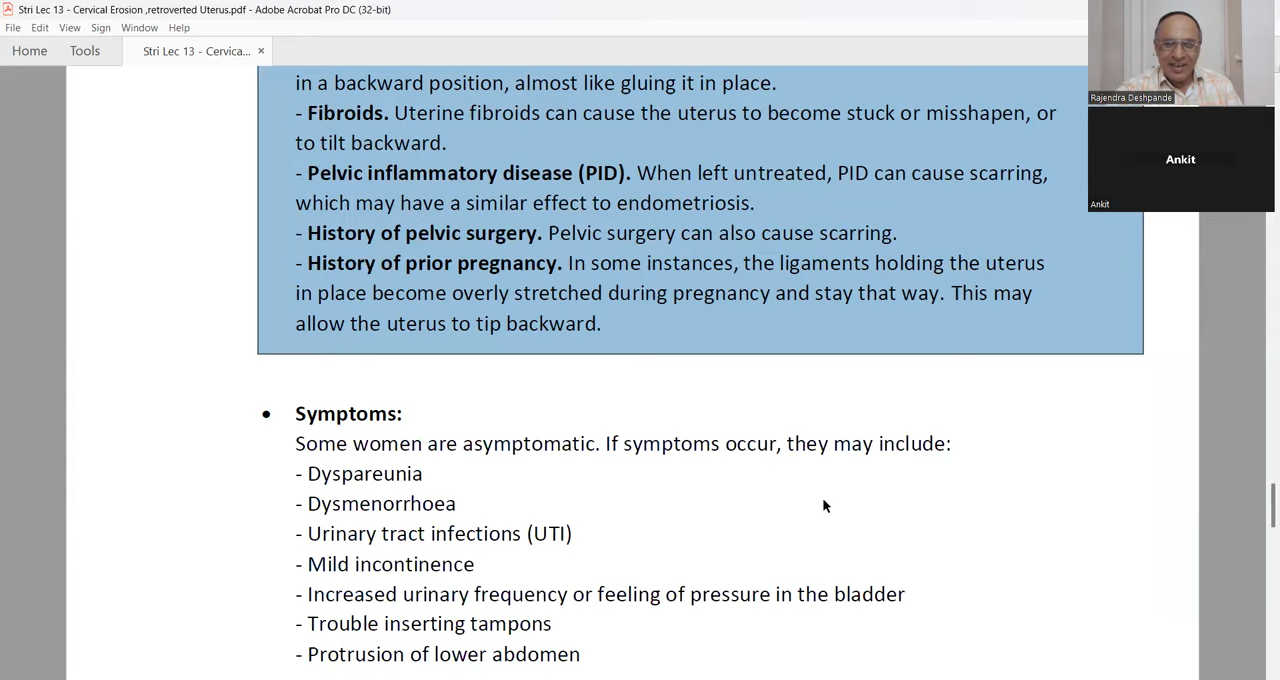 Stri Lec 13 - Cervical Erosion ,retroverted Uterus.pdf - Adobe Acrobat Pro DC (32-bit)
File Edit View Sign Window Help
Home Tools Stri Lec 13 - Cervica... ×
in a backward position, almost like gluing it in place.
- Fibroids. Uterine fibroids can cause the uterus to become stuck or misshapen, or
to tilt backward.
- Pelvic inflammatory disease (PID). When left untreated, PID can cause scarring,
which may have a similar effect to endometriosis.
- History of pelvic surgery. Pelvic surgery can also cause scarring.
- History of prior pregnancy. In some instances, the ligaments holding the uterus
in place become overly stretched during pregnancy and stay that way. This may
allow the uterus to tip backward.
• Symptoms:
Some women are asymptomatic. If symptoms occur, they may include:
- Dyspareunia
- Dysmenorrhoea
- Urinary tract infections (UTI)
- Mild incontinence
- Increased urinary frequency or feeling of pressure in the bladder
- Trouble inserting tampons
- Protrusion of lower abdomen
Rajendra Deshpande
Ankit
Ankit